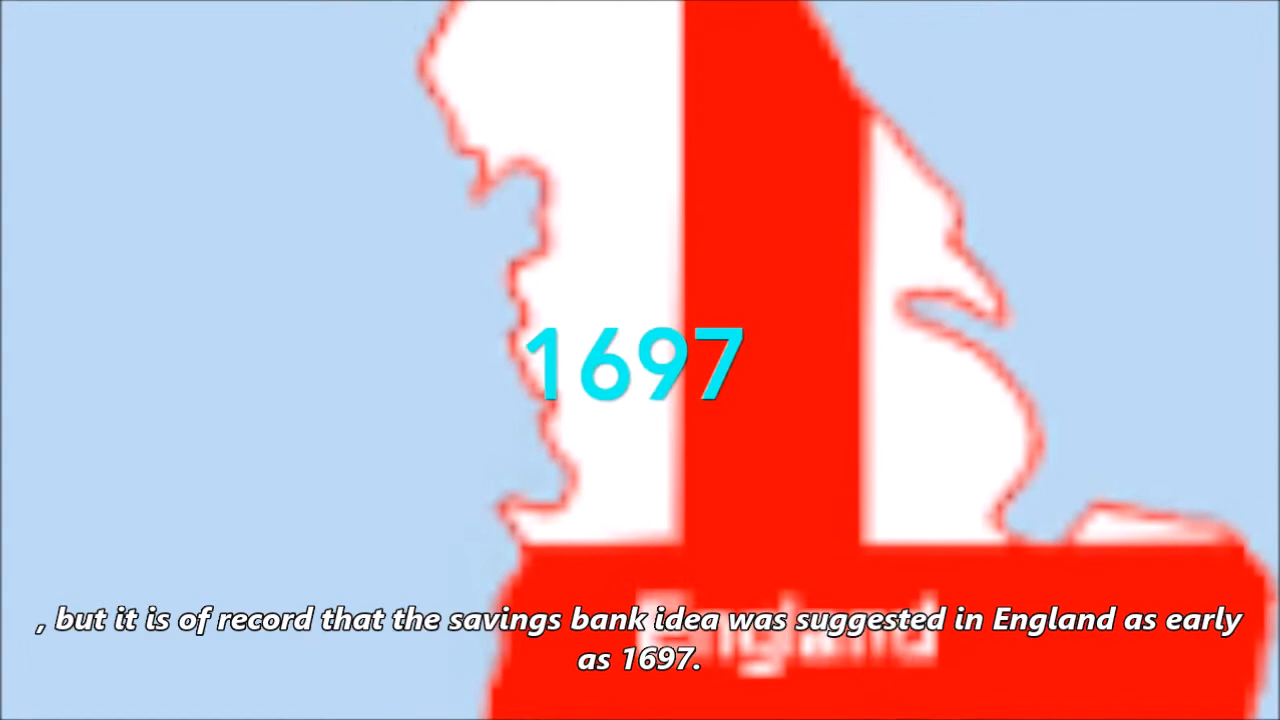 1697
England
, but it is of record that the savings bank idea was suggested in England as early
as 1697.